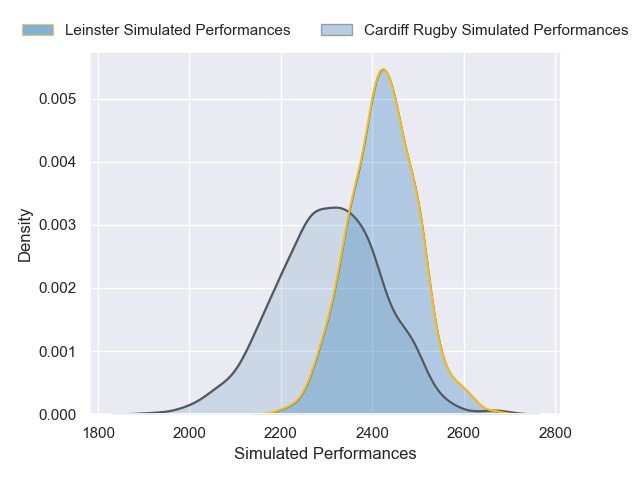 Leinster Simulated Performances Cardiff Rugby Simulated Performances
0.005
0.004
0.003
0.002
0.001
0.000
Density
1800 2000 2200 2400 2600 2800
Simulated Performances